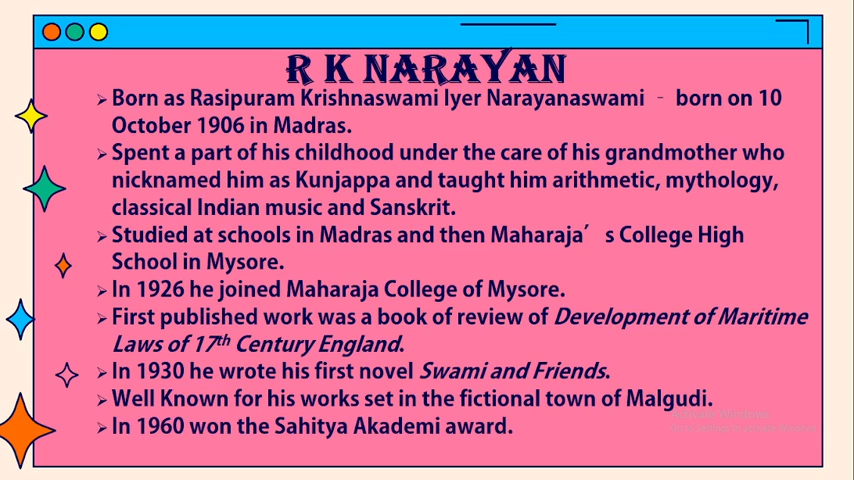 R K NARAYAN
➢Born as Rasipuram Krishnaswami Iyer Narayanaswami - born on 10
October 1906 in Madras.
➢Spent a part of his childhood under the care of his grandmother who
nicknamed him as Kunjappa and taught him arithmetic, mythology,
classical Indian music and Sanskrit.
➢Studied at schools in Madras and then Maharaja’s College High
School in Mysore.
➢In 1926 he joined Maharaja College of Mysore.
➢First published work was a book of review of Development of Maritime
Laws of 17th Century England.
➢In 1930 he wrote his first novel Swami and Friends.
➢Well Known for his works set in the fictional town of Malgudi.
Activate Windows
➢In 1960 won the Sahitya Akademi award.